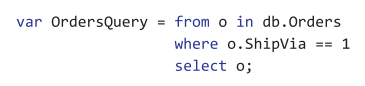 var OrdersQuery = from o in db.Orders
where o.ShipVia == 1
select o;